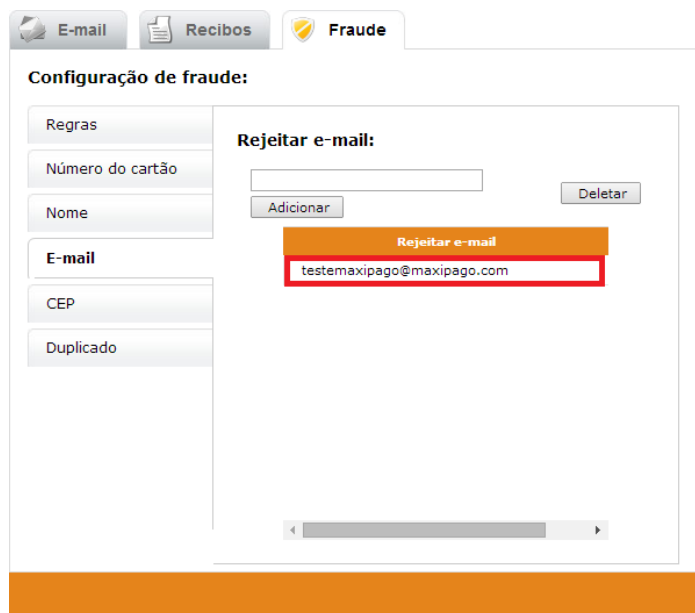 E-mail
Recibos
Fraude
Configuração de fraude:
Regras
Número do cartão
Nome
E-mail
CEP
Duplicado
Rejeitar e-mail:
Adicionar
Deletar
Rejeitar e-mail
testemaxipago@maxipago.com